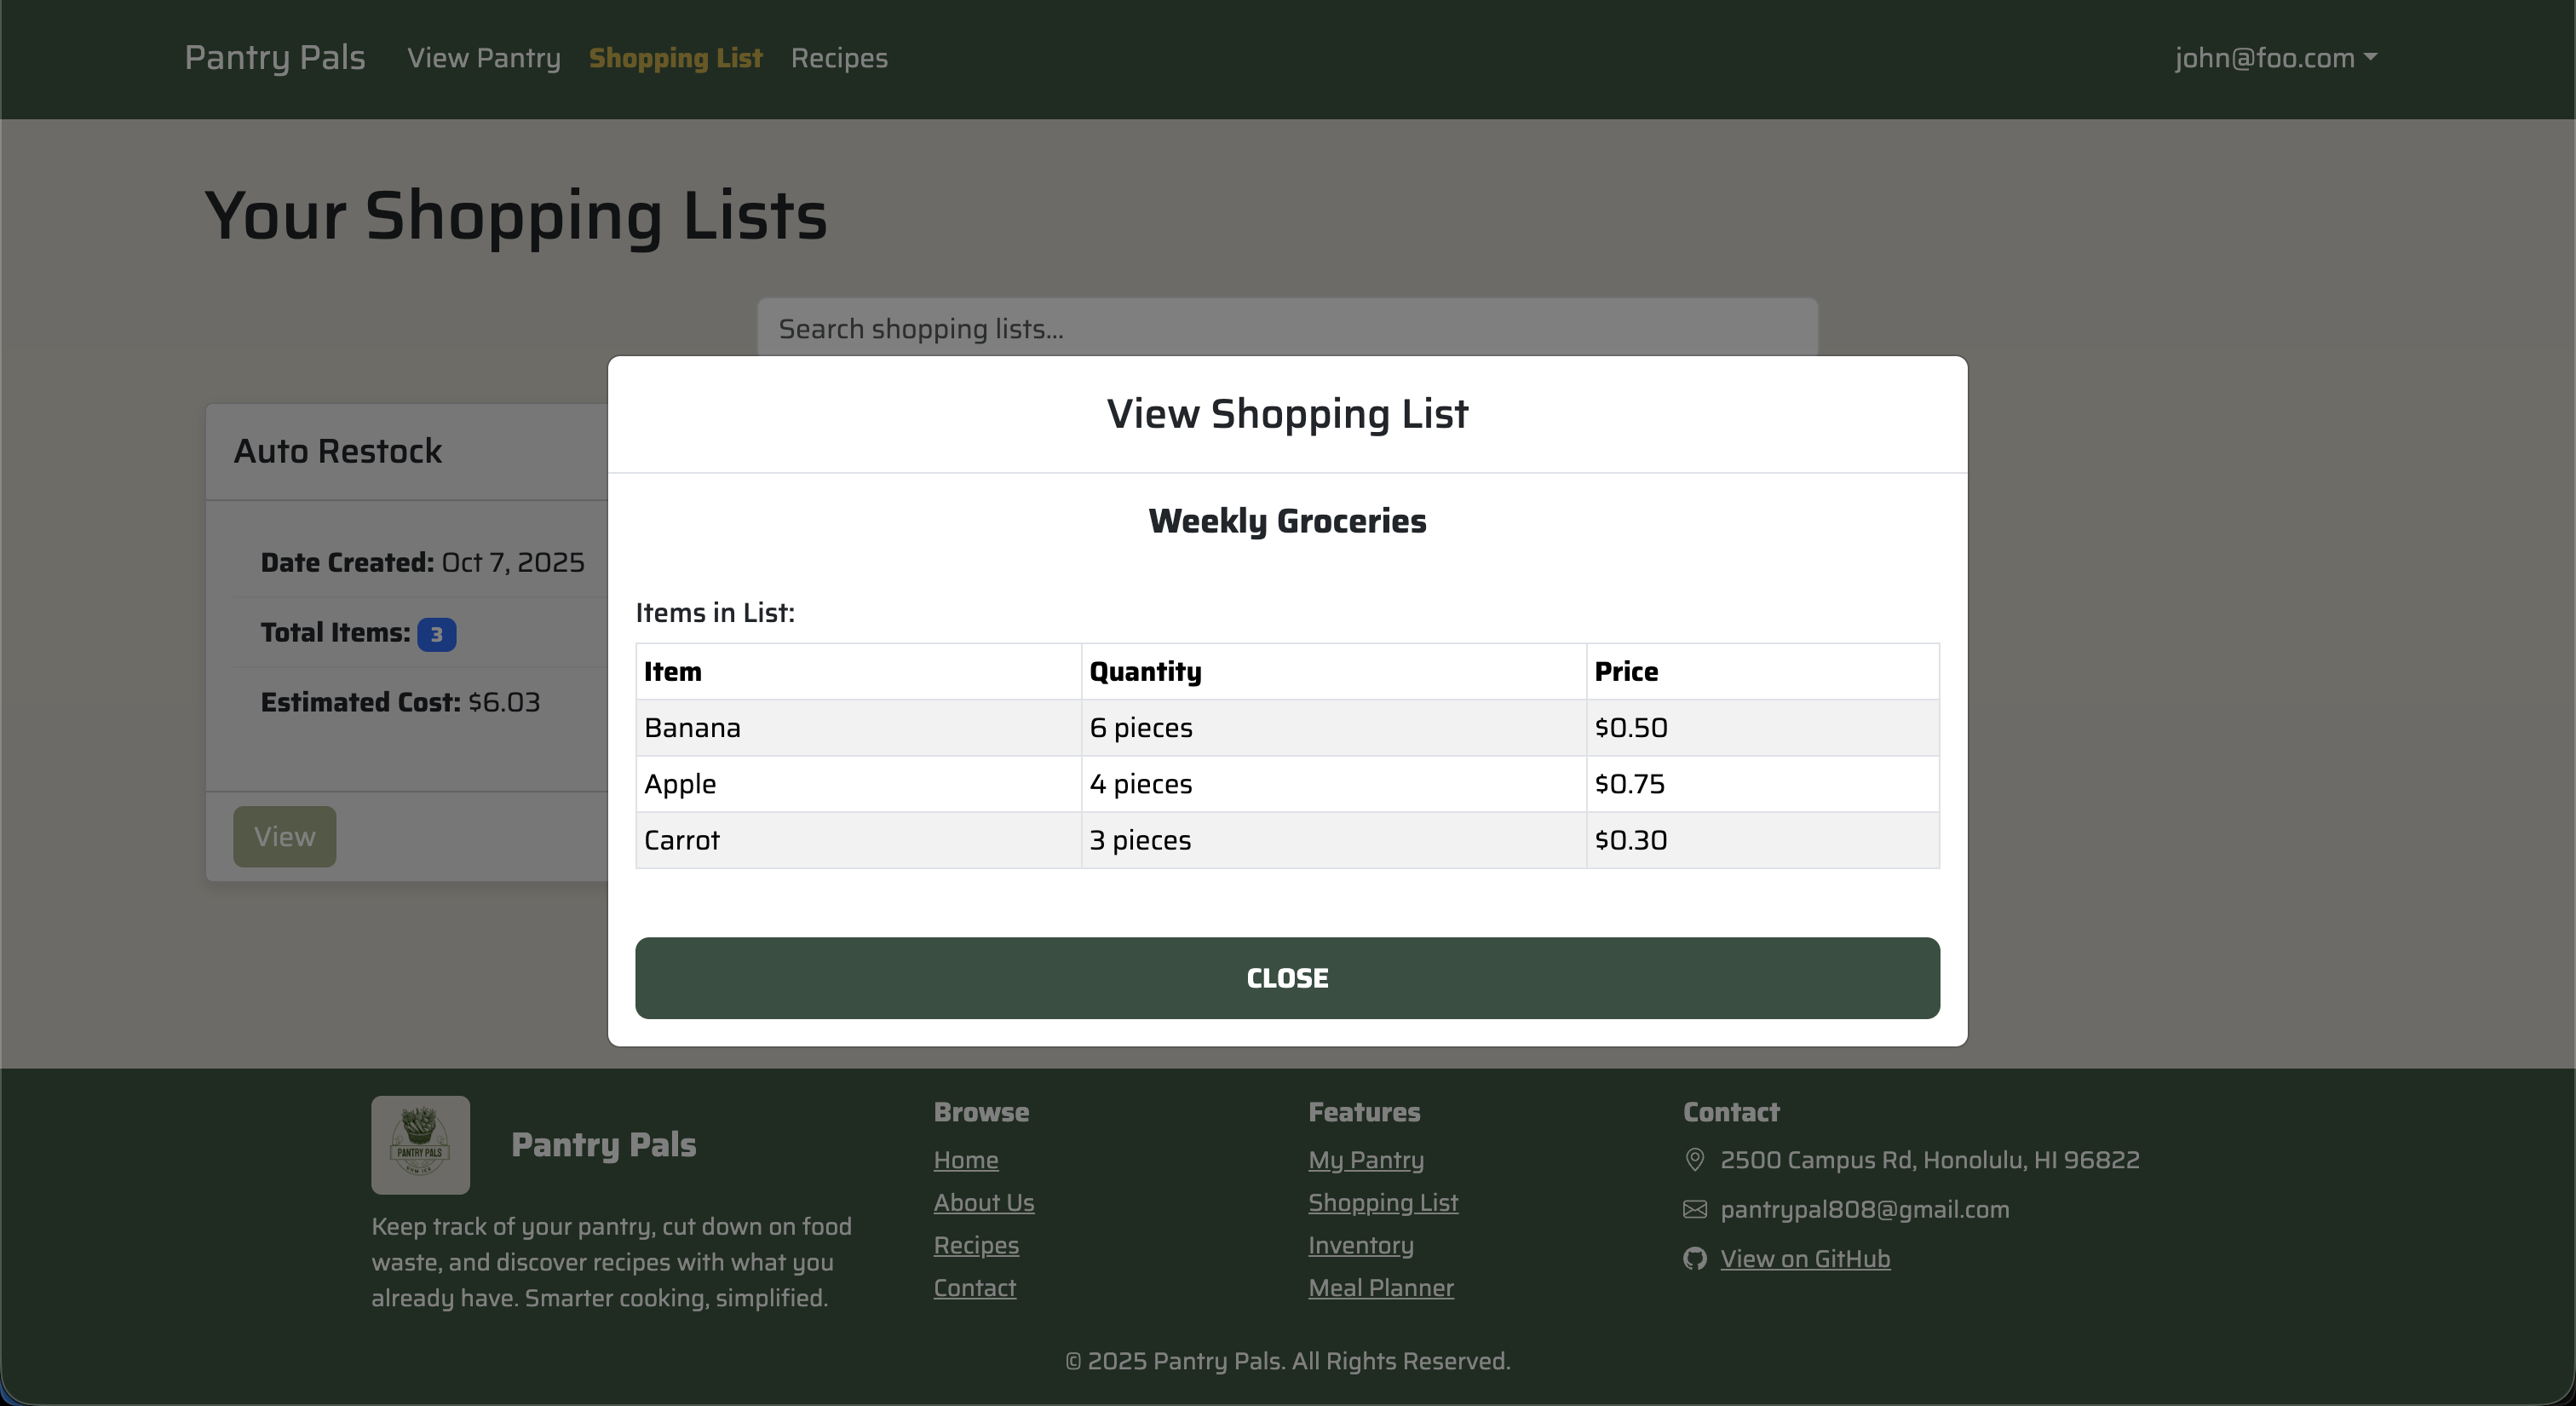 Pantry Pals View Pantry Shopping List Recipes john@foo.com
Your Shopping Lists
Search shopping lists...
Auto Restock
Date Created: Oct 7, 2025
Total Items: 3
Estimated Cost: $6.03
View
View Shopping List
Weekly Groceries
Items in List:
Item Quantity Price
Banana 6 pieces $0.50
Apple 4 pieces $0.75
Carrot 3 pieces $0.30
CLOSE
PANTRY PALS
Pantry Pals
Keep track of your pantry, cut down on food
waste, and discover recipes with what you
already have. Smarter cooking, simplified.
Browse
Home
About Us
Recipes
Contact
Features
My Pantry
Shopping List
Inventory
Meal Planner
Contact
2500 Campus Rd, Honolulu, HI 96822
pantrypal808@gmail.com
View on GitHub
© 2025 Pantry Pals. All Rights Reserved.